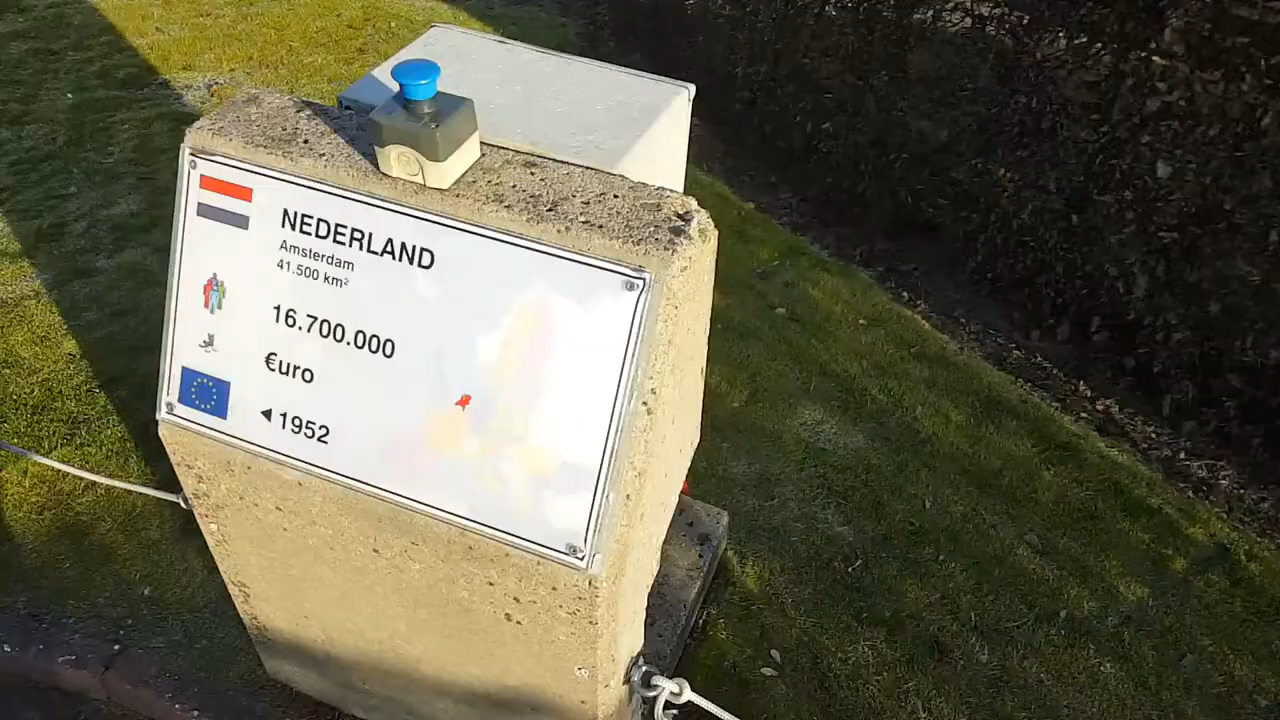 NEDERLAND
Amsterdam
41.500 km²
16.700.000
€uro
◄1952